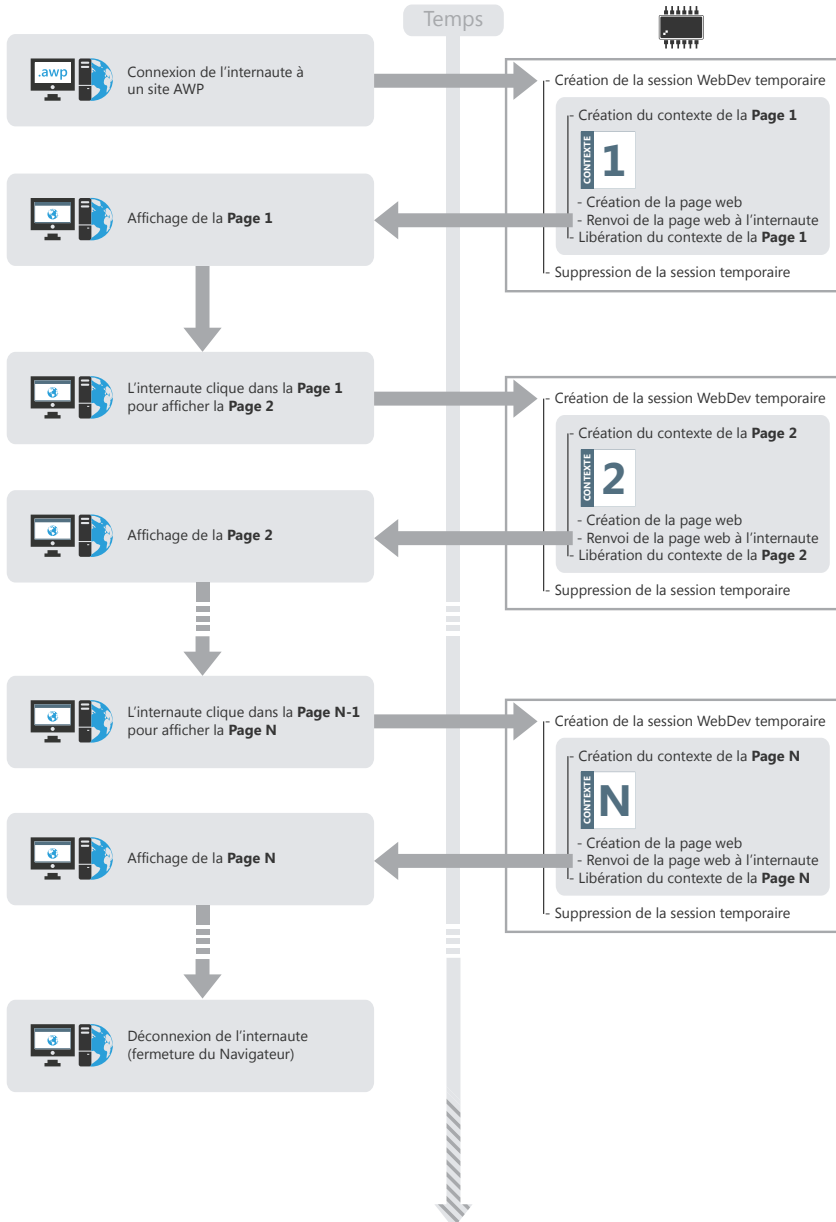 Temps
.awp
Connexion de l'internaute à
un site AWP
- Création de la session WebDev temporaire
- Création du contexte de la Page 1
CONTEXTE
1
- Création de la page web
- Renvoi de la page web à l'internaute
- Libération du contexte de la Page 1
- Suppression de la session temporaire
Affichage de la Page 1
L'internaute clique dans la Page 1
pour afficher la Page 2
- Création de la session WebDev temporaire
- Création du contexte de la Page 2
CONTEXTE
2
- Création de la page web
- Renvoi de la page web à l'internaute
- Libération du contexte de la Page 2
- Suppression de la session temporaire
Affichage de la Page 2
L'internaute clique dans la Page N-1
pour afficher la Page N
- Création de la session WebDev temporaire
- Création du contexte de la Page N
CONTEXTE
N
- Création de la page web
- Renvoi de la page web à l'internaute
- Libération du contexte de la Page N
- Suppression de la session temporaire
Affichage de la Page N
Déconnexion de l'internaute
(fermeture du Navigateur)